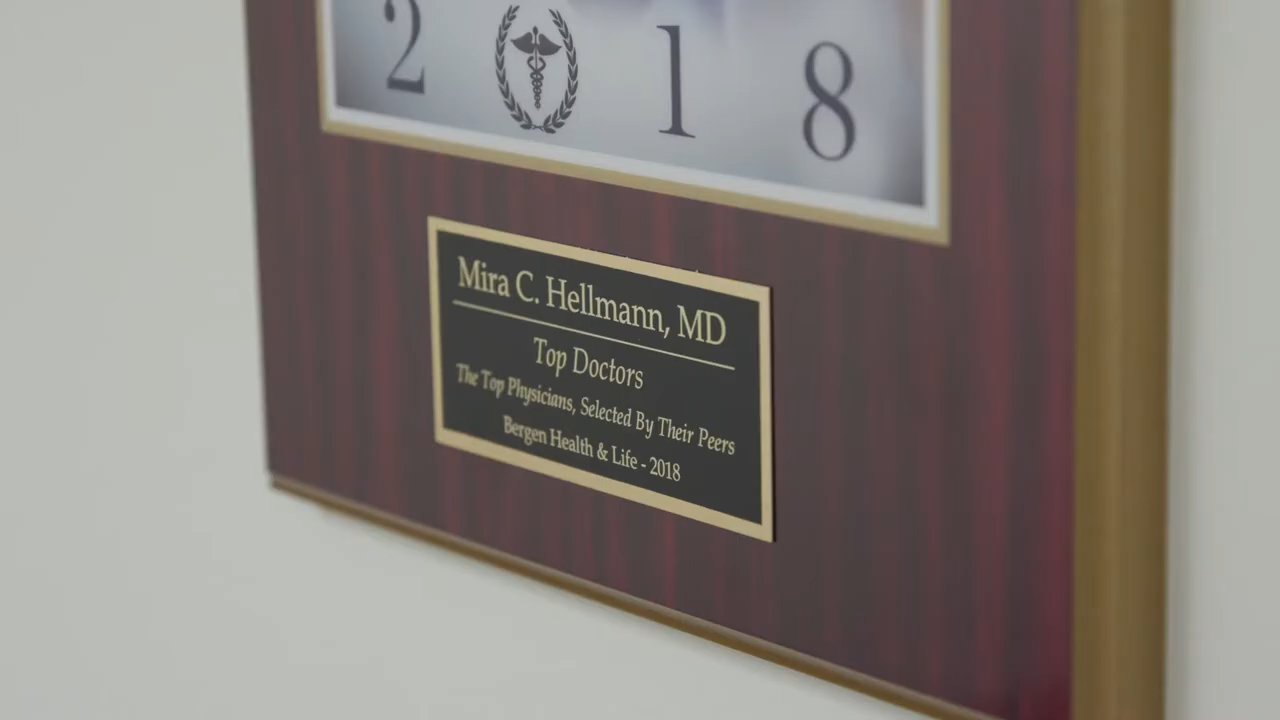 2 1 8
Mira C. Hellmann, MD
Top Doctors
The Top Physicians, Selected By Their Peers
Bergen Health & Life - 2018